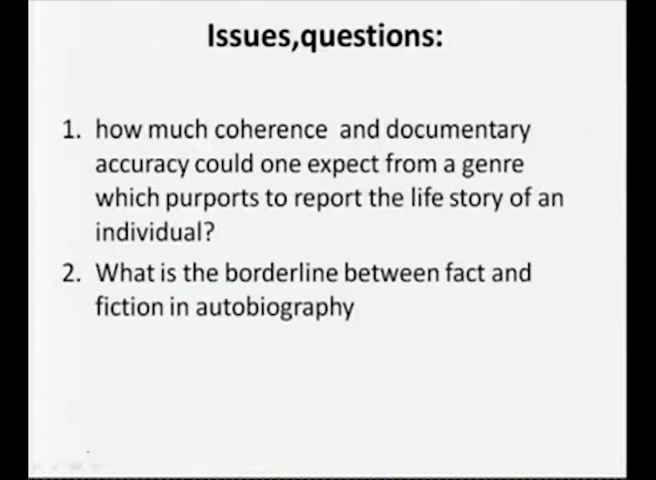 Issues,questions:
1. how much coherence and documentary
accuracy could one expect from a genre
which purports to report the life story of an
individual?
2. What is the borderline between fact and
fiction in autobiography